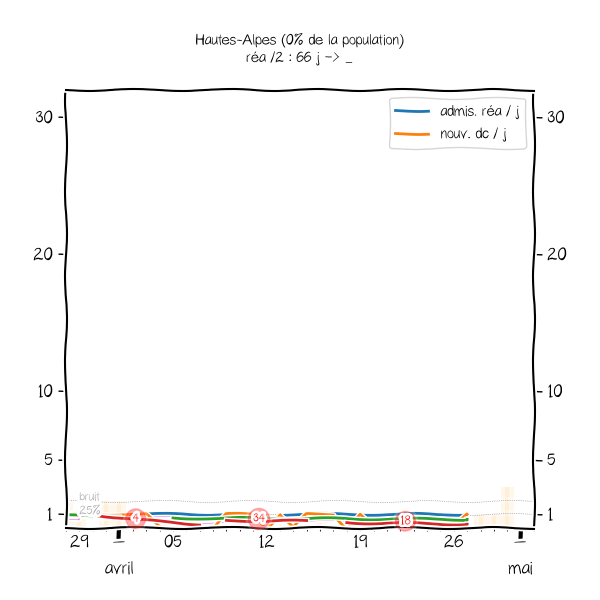 Hautes-Alpes (0% de la population)
réa /2 : 66 j -> _
admis. réa / j
nouv. dc / j
30 30
20 20
10 10
5 5
bruit
25%
1 4 34 18 1
29 _ 05 12 19 26 _
avril mai